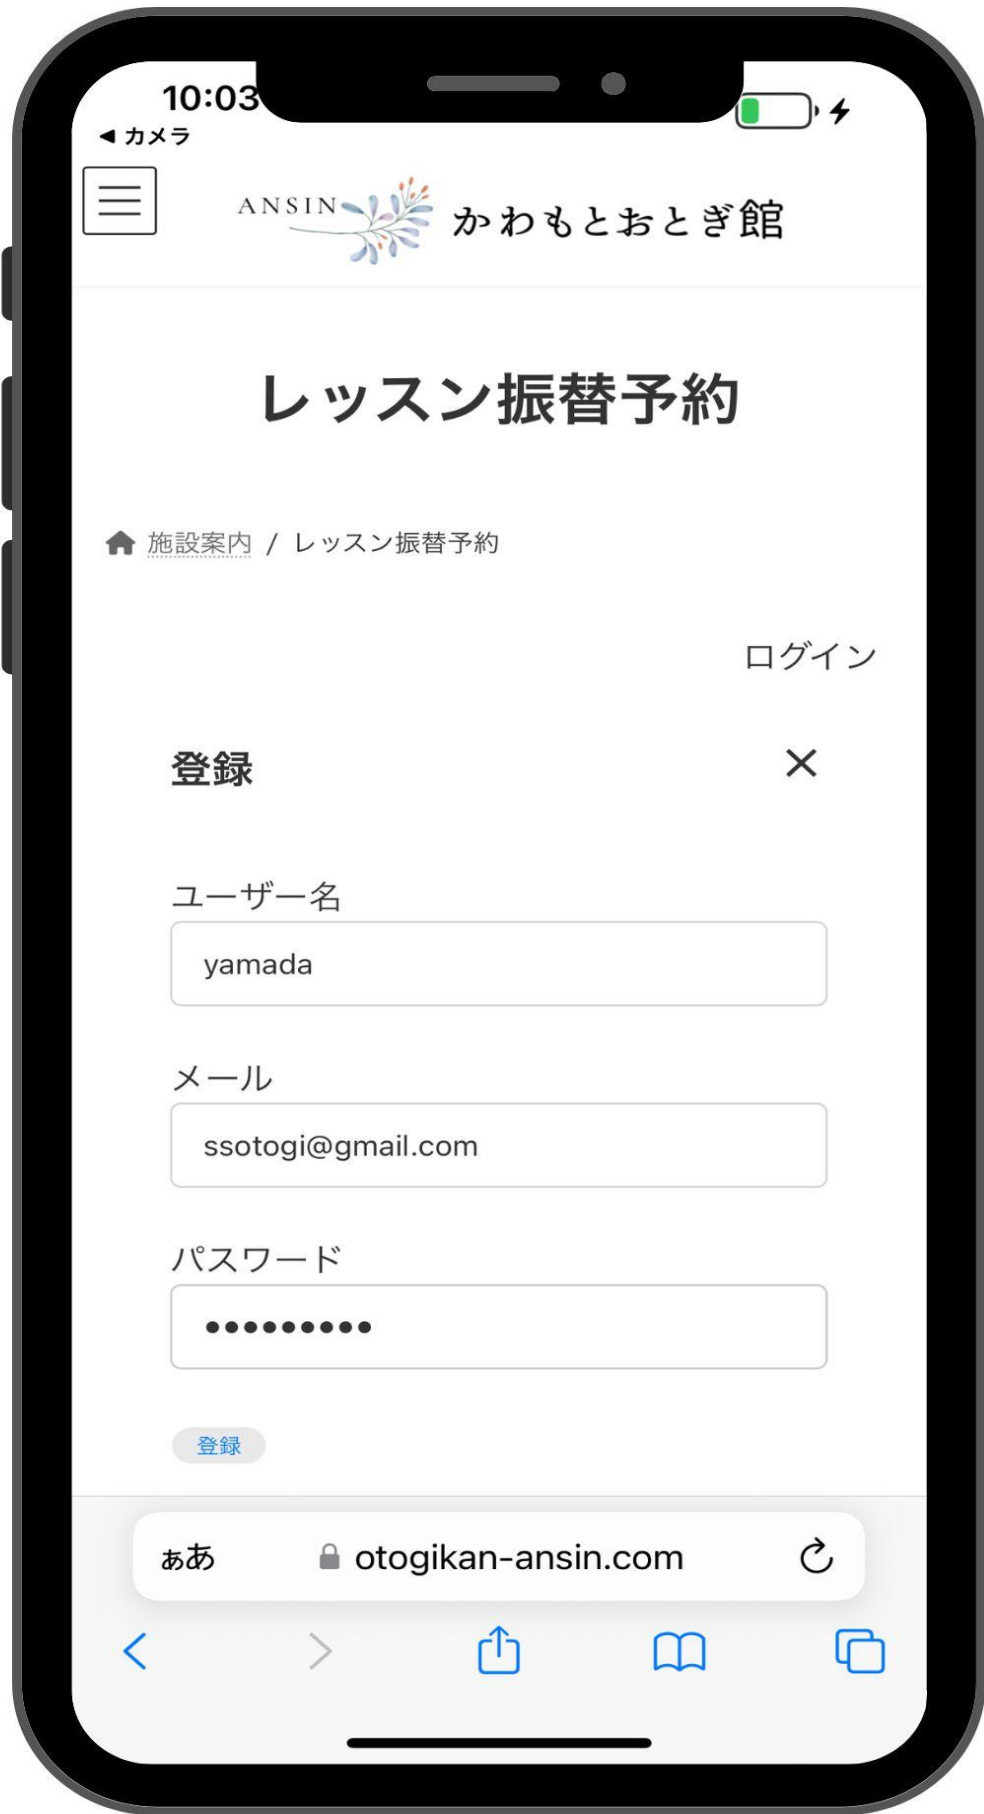 10:03
◀ カメラ
ANSIN かわもとおとぎ館
レッスン振替予約
施設案内 / レッスン振替予約
ログイン
登録 ×
ユーザー名
yamada
メール
ssotogi@gmail.com
パスワード
•••••••••
登録
ぁあ otogikan-ansin.com